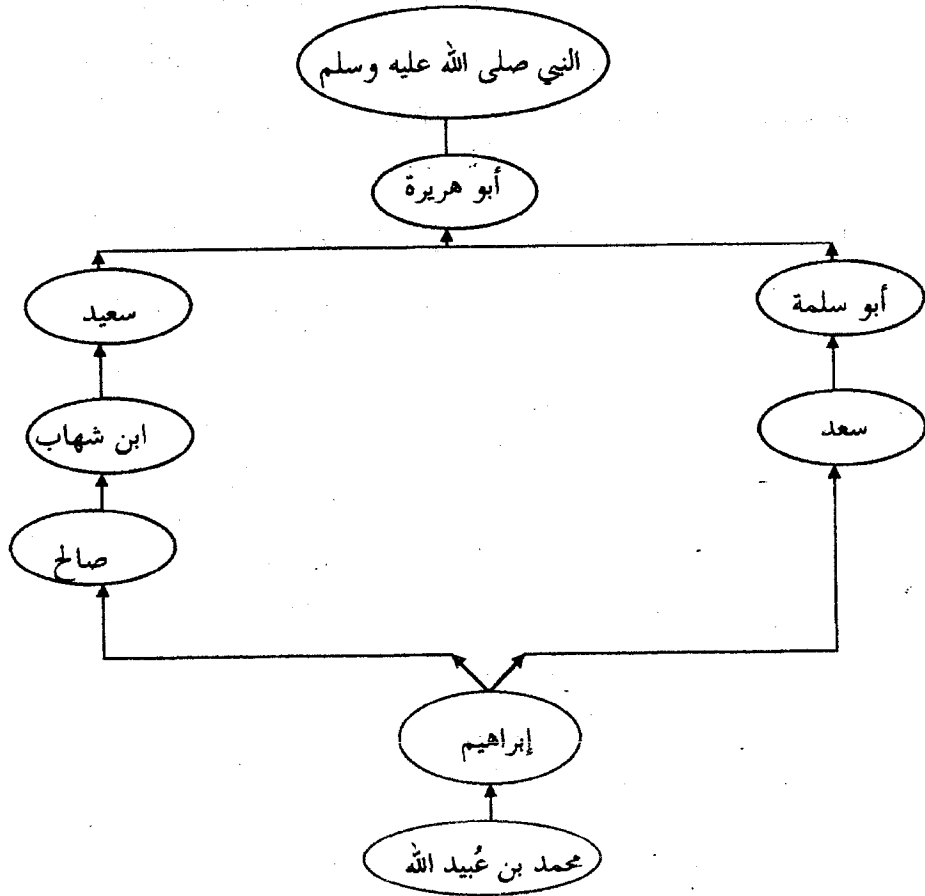 النبي صلى الله عليه وسلم
أبو هريرة
أبو سلمة
سعيد
سعد
ابن شهاب
صالح
إبراهيم
محمد بن عُبيد الله